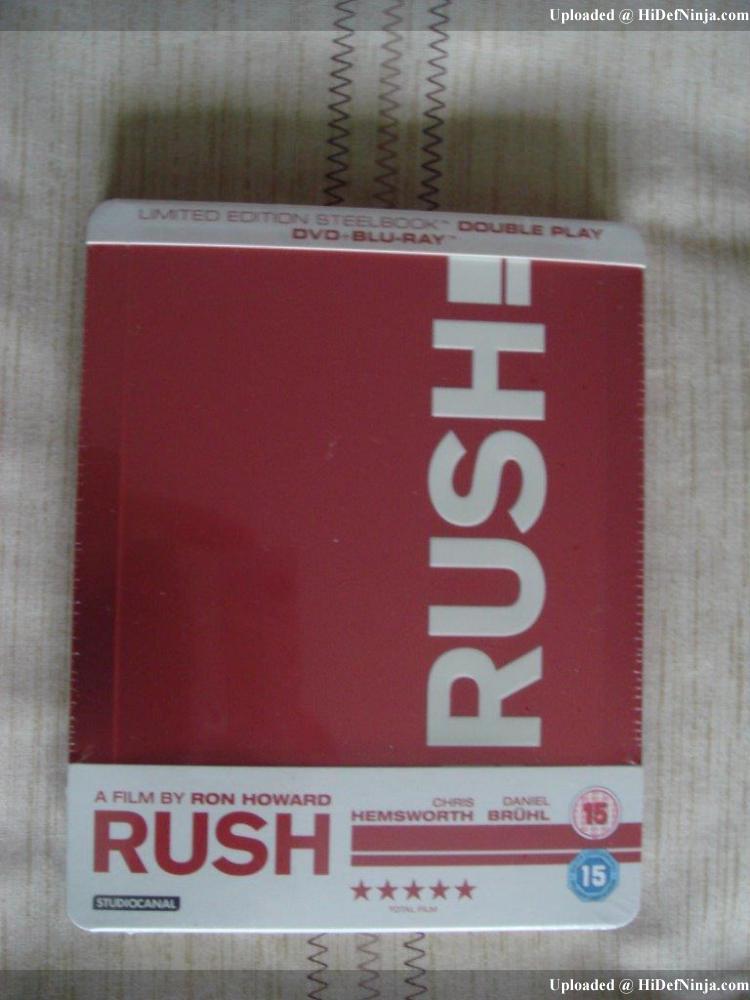 Uploaded @ HiDefNinja.com
LIMITED EDITION STEELBOOK™ DOUBLE PLAY
DVD+BLU-RAY™
RUSH
A FILM BY RON HOWARD
RUSH
CHRIS HEMSWORTH
DANIEL BRÜHL
15
15
★★★★★
TOTAL FILM
STUDIOCANAL
Uploaded @ HiDefNinja.com